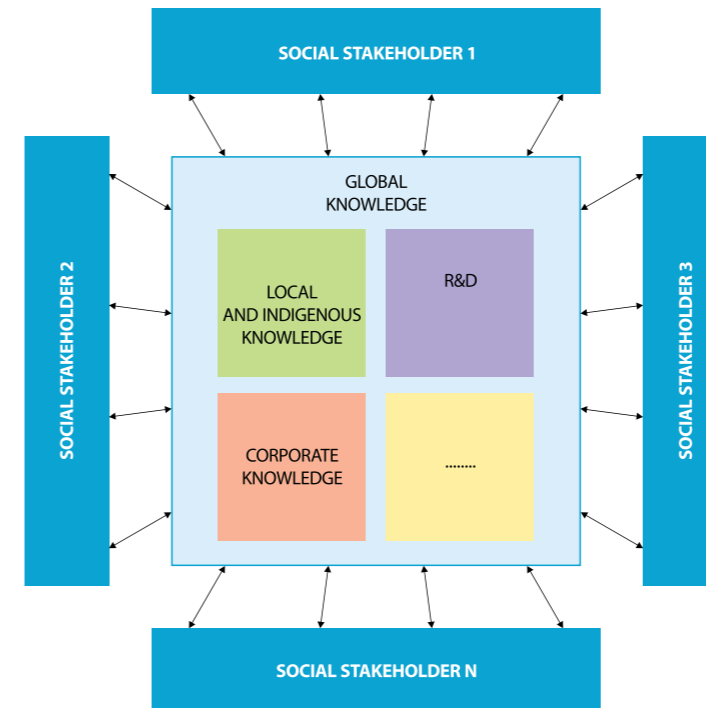 SOCIAL STAKEHOLDER 1
GLOBAL
KNOWLEDGE
SOCIAL STAKEHOLDER 2
LOCAL
AND INDIGENOUS
KNOWLEDGE
R&D
SOCIAL STAKEHOLDER 3
CORPORATE
KNOWLEDGE
........
SOCIAL STAKEHOLDER N